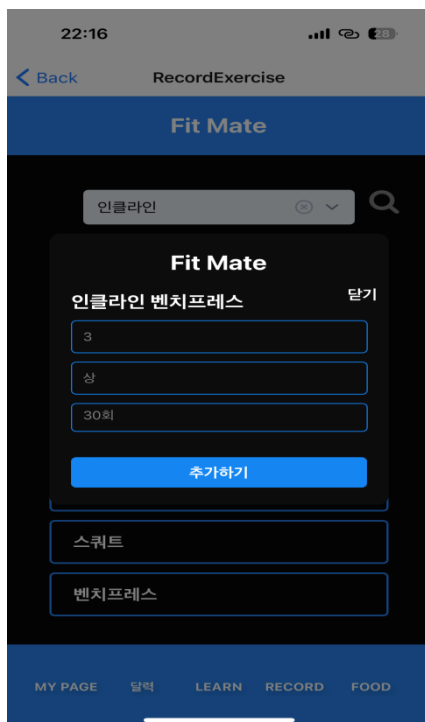 22:16
28
Back RecordExercise
Fit Mate
인클라인
Fit Mate
인클라인 벤치프레스 닫기
3
상
30회
추가하기
스쿼트
벤치프레스
MY PAGE 달력 LEARN RECORD FOOD